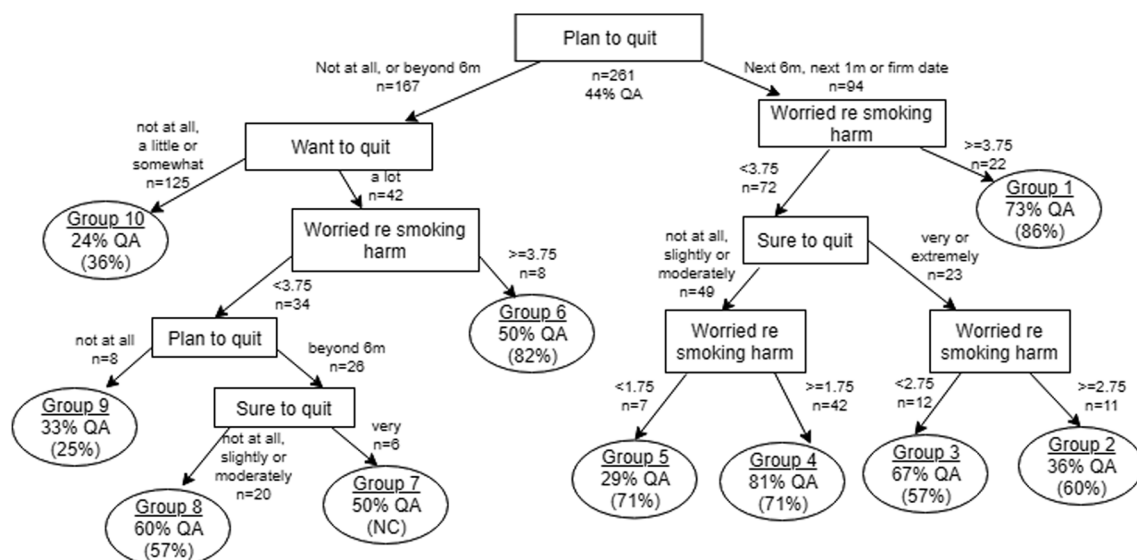 Plan to quit
Not at all, or beyond 6m
n=167
n=261
44% QA
Next 6m, next 1m or firm date
n=94
Want to quit
Worried re smoking
harm
not at all,
a little or
somewhat
n=125
a lot
n=42
<3.75
n=72
>=3.75
n=22
Group 10
24% QA
(36%)
Worried re smoking
harm
Sure to quit
Group 1
73% QA
(86%)
<3.75
n=34
>=3.75
n=8
not at all,
slightly or
moderately
n=49
very or
extremely
n=23
Plan to quit
Group 6
50% QA
(82%)
Worried re
smoking harm
Worried re
smoking harm
not at all
n=8
beyond 6m
n=26
<1.75
n=7
>=1.75
n=42
<2.75
n=12
>=2.75
n=11
Group 9
33% QA
(25%)
Sure to quit
Group 5
29% QA
(71%)
Group 4
81% QA
(71%)
Group 3
67% QA
(57%)
Group 2
36% QA
(60%)
not at all,
slightly or
moderately
n=20
very
n=6
Group 8
60% QA
(57%)
Group 7
50% QA
(NC)